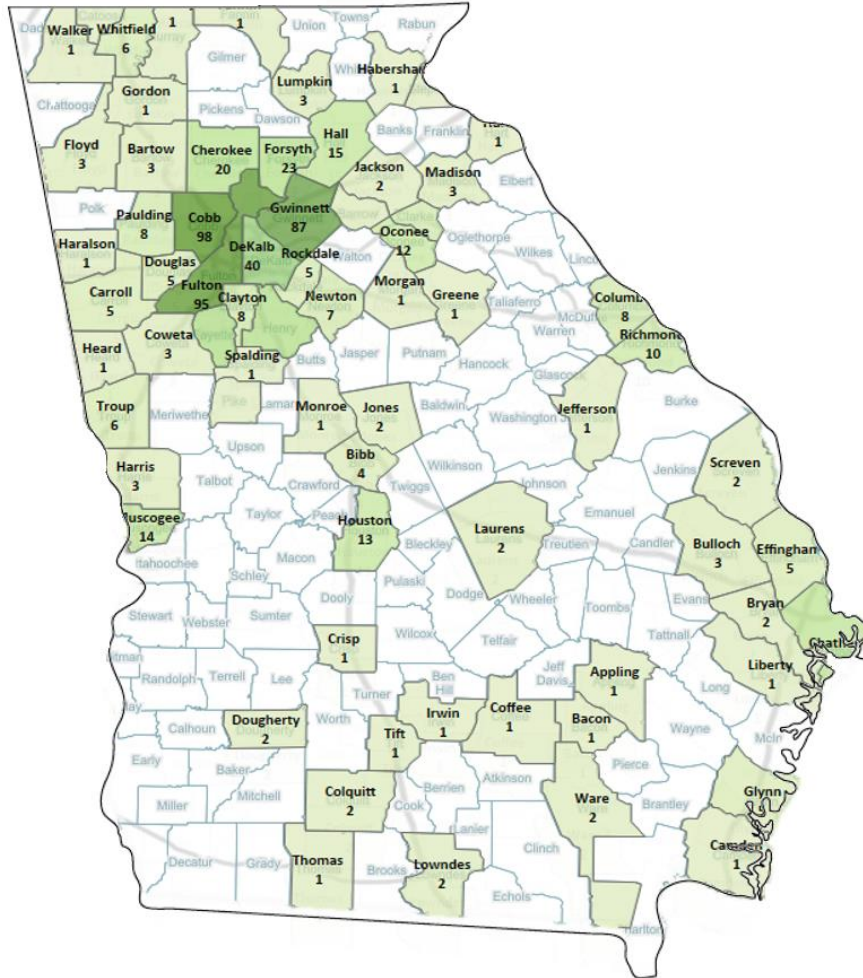 Union
Towns
Rabun
Walker
1
Whitfield
6
1
1
Gilmer
Lumpkin
3
Habersham
1
Chattooga
Gordon
1
Pickens
Dawson
Hall
15
Banks
Franklin
1
Floyd
3
Bartow
3
Cherokee
20
Forsyth
23
Jackson
2
Madison
3
Elbert
Polk
Paulding
8
Cobb
98
Gwinnett
87
Barrow
Clarke
Oconee
12
Oglethorpe
Wilkes
Haralson
1
Douglas
5
DeKalb
40
Rockdale
5
Walton
Morgan
1
Greene
1
Taliaferro
Columb
8
Carroll
5
Fulton
95
Clayton
8
Newton
7
Henry
Warren
Richmond
10
Heard
1
Coweta
3
Spalding
1
Butts
Jasper
Putnam
Hancock
Troup
6
Meriwether
Pike
Lamar
Monroe
1
Jones
2
Baldwin
Washington
Jefferson
1
Burke
Upson
Harris
3
Talbot
Crawford
Bibb
4
Twiggs
Wilkinson
Johnson
Jenkins
Screven
2
Muscogee
14
Taylor
Houston
13
Laurens
2
Emanuel
Candler
Bulloch
3
Effingham
5
Macon
Bleckley
Treutlen
Schley
Pulaski
Dodge
Wheeler
Toombs
Evans
Bryan
2
Stewart
Webster
Sumter
Dooly
Wilcox
Telfair
Tattnall
Crisp
1
Liberty
1
Randolph
Terrell
Lee
Turner
Ben
Hill
Jeff
Davis
Appling
1
Long
Calhoun
Dougherty
2
Worth
Tift
1
Irwin
1
Coffee
1
Bacon
1
Wayne
Early
Baker
Mitchell
Miller
Colquitt
2
Cook
Berrien
Atkinson
Pierce
Ware
2
Brantley
Glynn
Lanier
Camden
1
Decatur
Grady
Thomas
1
Brooks
Lowndes
2
Clinch
Echols